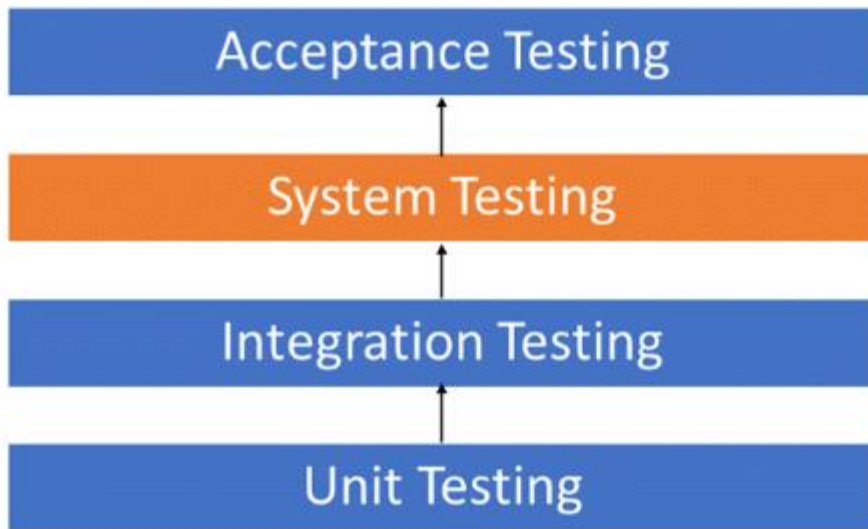 Acceptance Testing
System Testing
Integration Testing
Unit Testing